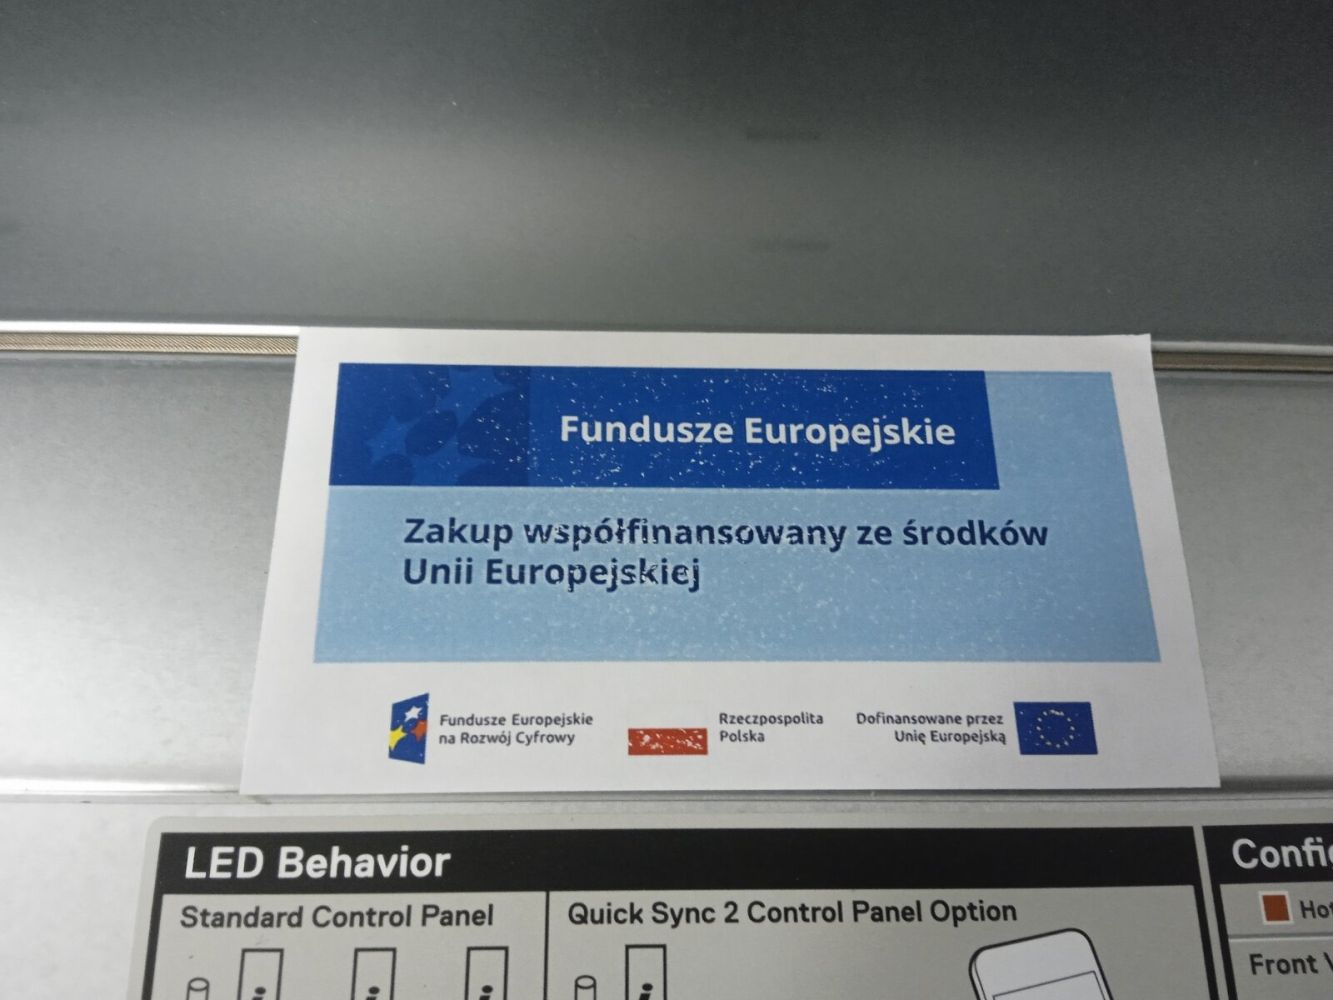 Fundusze Europejskie
Zakup współfinansowany ze środków
Unii Europejskiej
Fundusze Europejskie
na Rozwój Cyfrowy
Rzeczpospolita
Polska
Dofinansowane przez
Unię Europejską
LED Behavior
Standard Control Panel
Quick Sync 2 Control Panel Option
i
i
i
i
Front